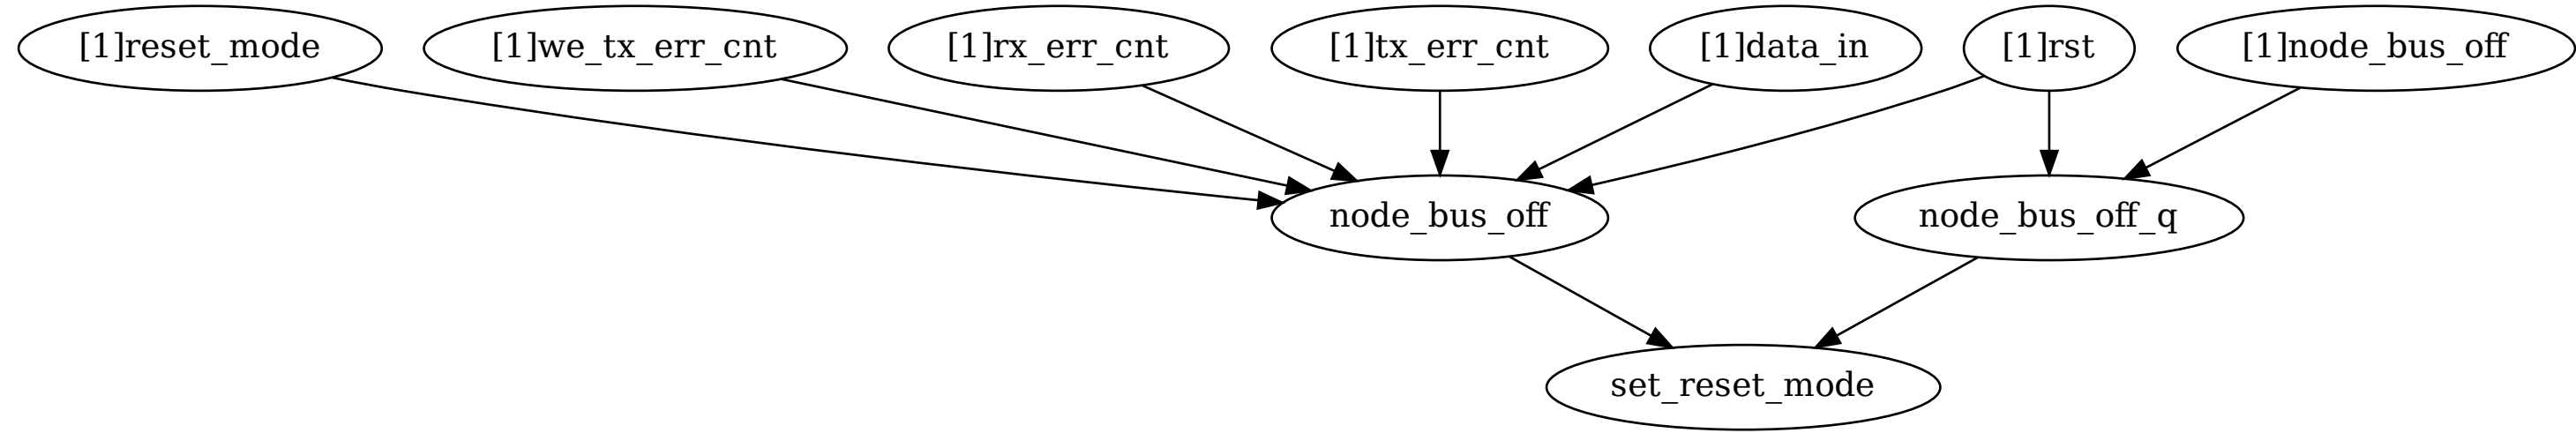 [1]reset_mode
[1]we_tx_err_cnt
[1]rx_err_cnt
[1]tx_err_cnt
[1]data_in
[1]rst
[1]node_bus_off
node_bus_off
node_bus_off_q
set_reset_mode